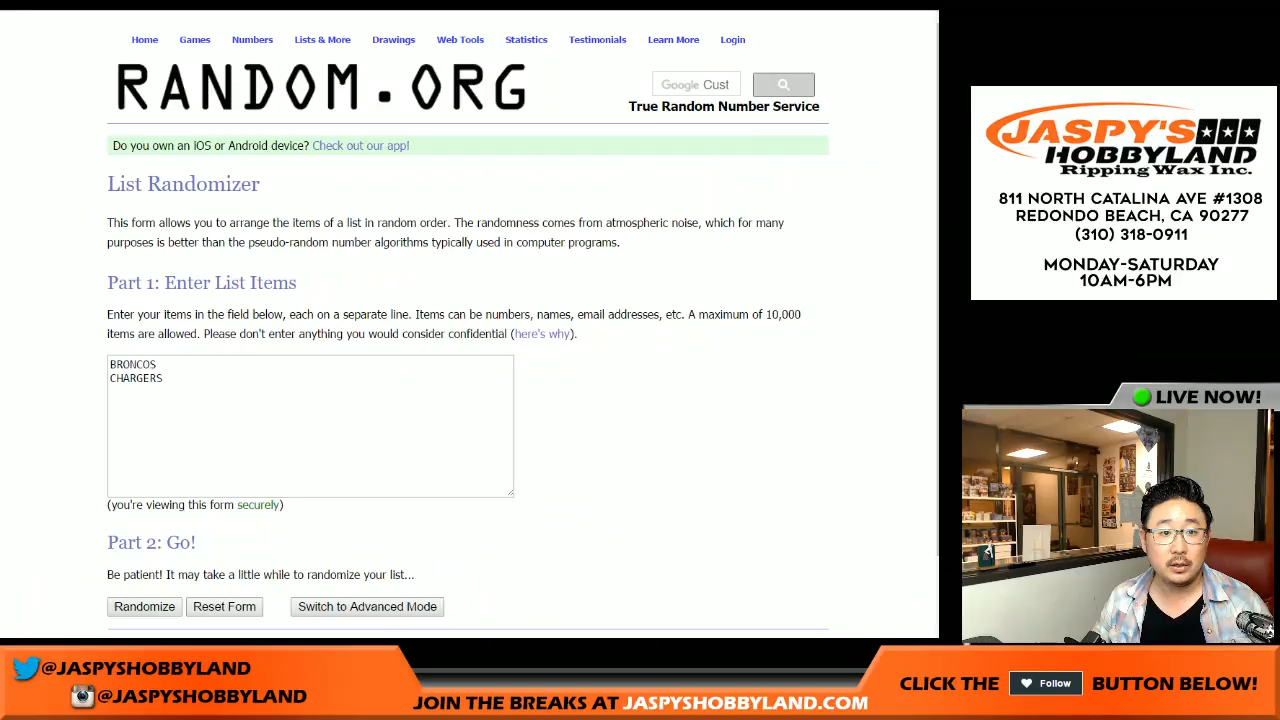 Home Games Numbers Lists & More Drawings Web Tools Statistics Testimonials Learn More Login
RANDOM.ORG
Google Cust
True Random Number Service
Do you own an iOS or Android device? Check out our app!
List Randomizer
This form allows you to arrange the items of a list in random order. The randomness comes from atmospheric noise, which for many
purposes is better than the pseudo-random number algorithms typically used in computer programs.
Part 1: Enter List Items
Enter your items in the field below, each on a separate line. Items can be numbers, names, email addresses, etc. A maximum of 10,000
items are allowed. Please don't enter anything you would consider confidential (here's why).
BRONCOS
CHARGERS
(you're viewing this form securely)
Part 2: Go!
Be patient! It may take a little while to randomize your list...
Randomize Reset Form Switch to Advanced Mode
JASPY'S
HOBBYLAND
Ripping Wax Inc.
811 NORTH CATALINA AVE #1308
REDONDO BEACH, CA 90277
(310) 318-0911
MONDAY-SATURDAY
10AM-6PM
LIVE NOW!
@JASPYSHOBBYLAND
@JASPYSHOBBYLAND
JOIN THE BREAKS AT JASPYSHOBBYLAND.COM
CLICK THE Follow BUTTON BELOW!